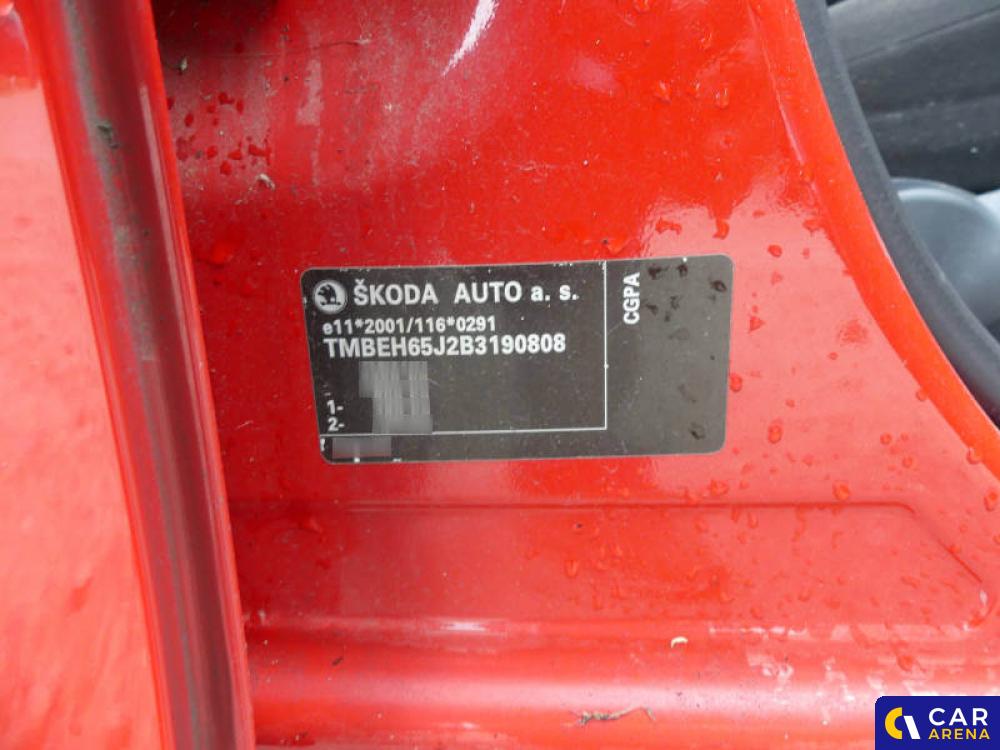 ŠKODA AUTO a. s.
e11*2001/116*0291
TMBEH65J2B3190808
1-
2-
CGPA
CAR
ARENA